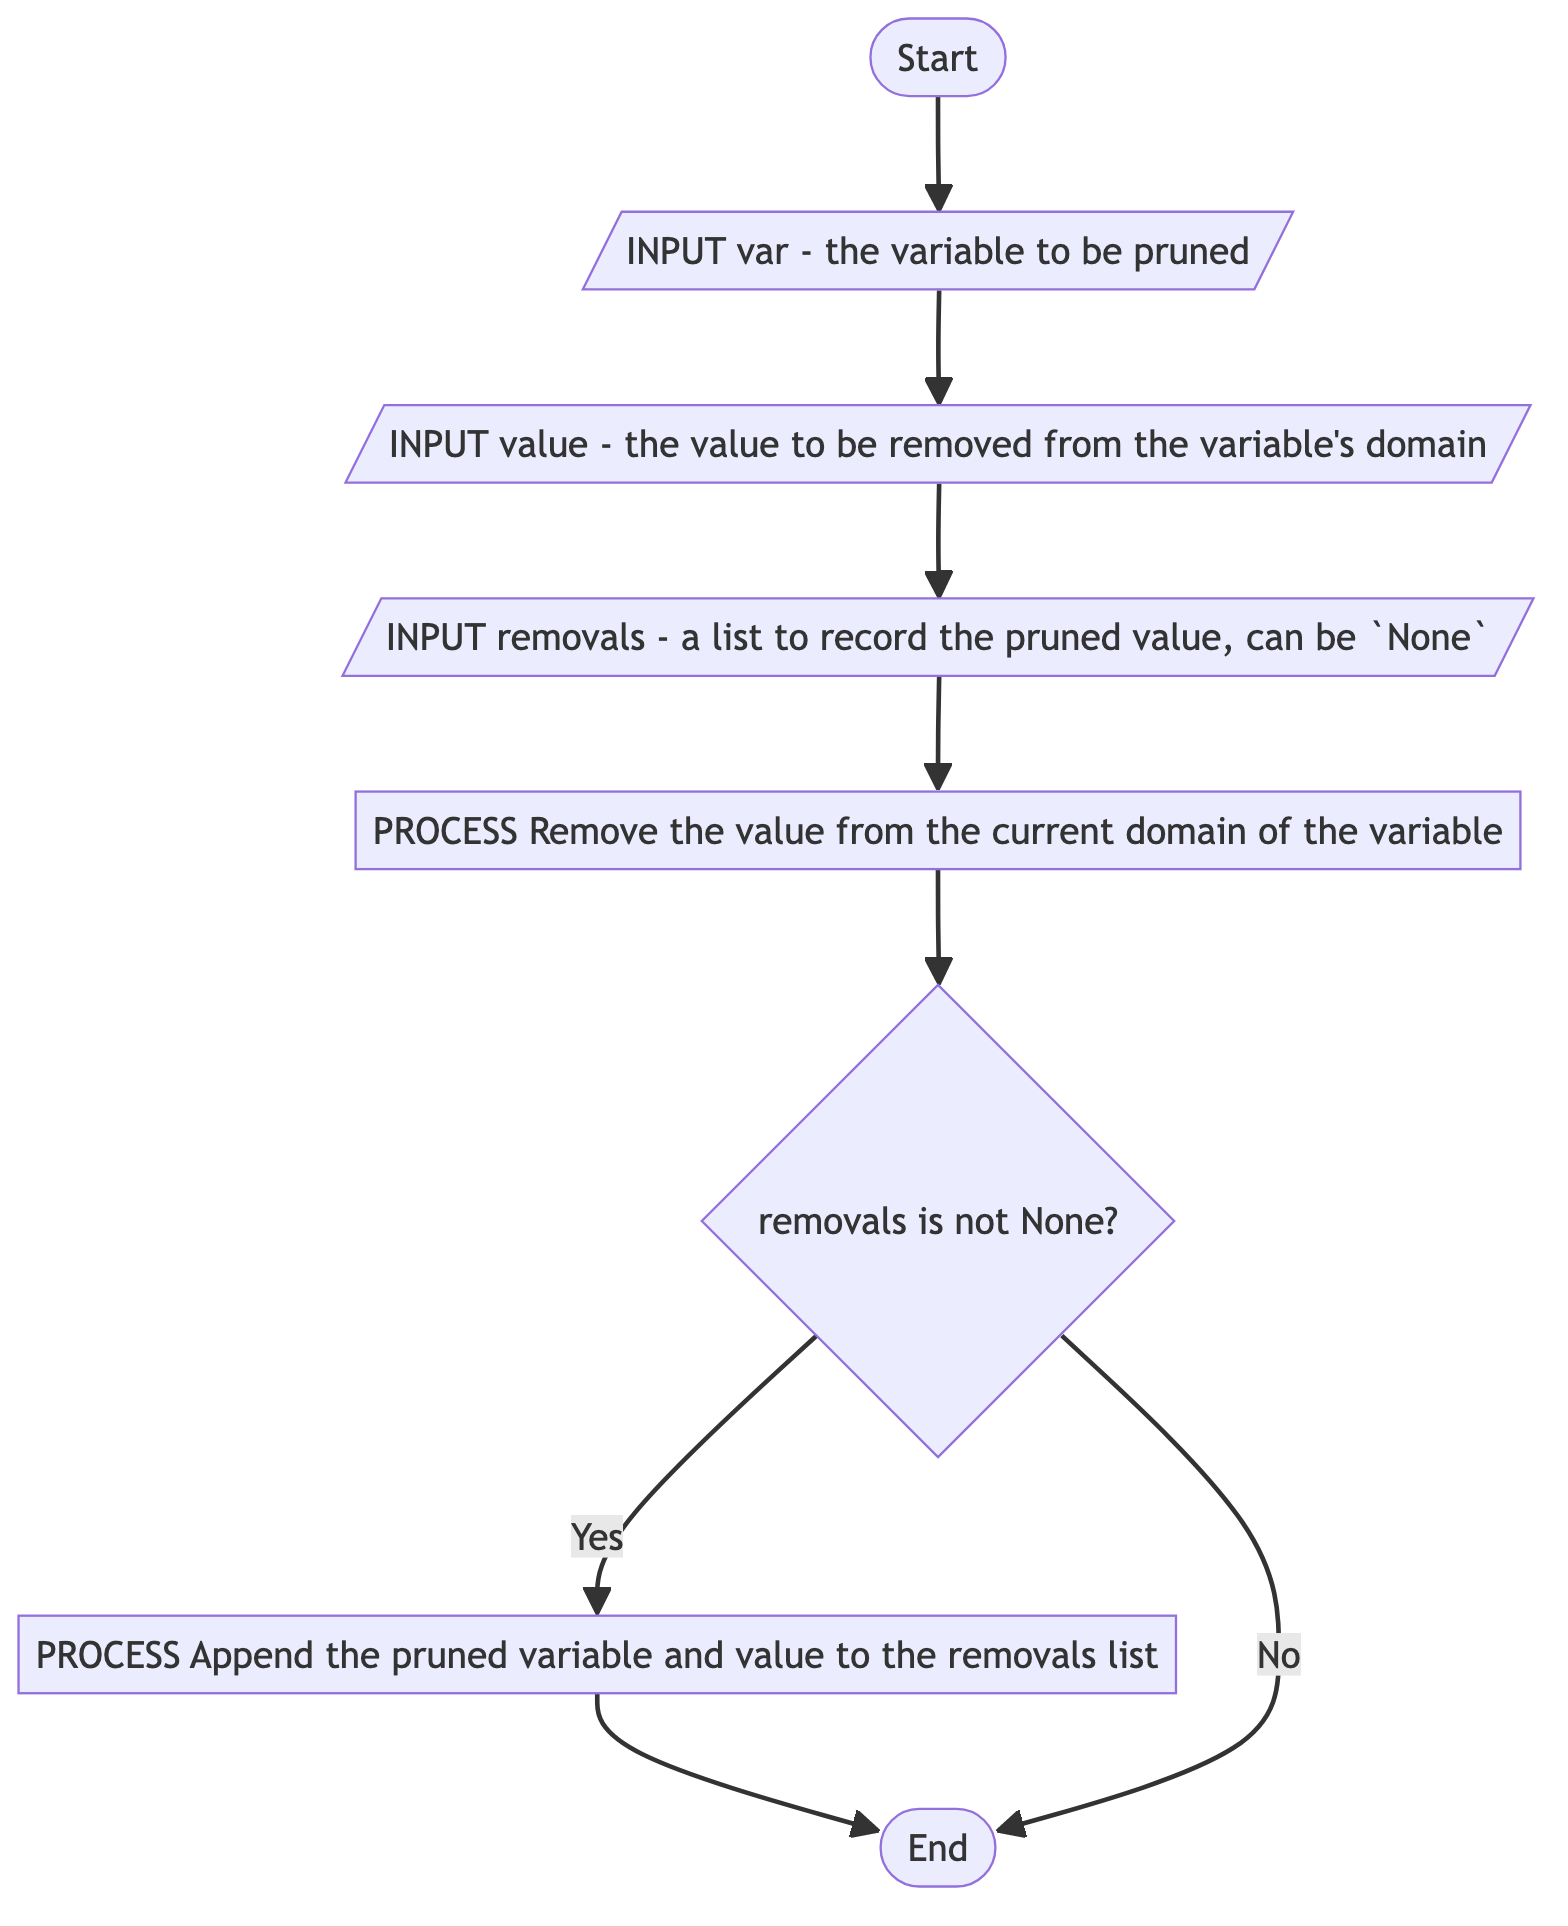 Start
INPUT var - the variable to be pruned
INPUT value - the value to be removed from the variable's domain
INPUT removals - a list to record the pruned value, can be `None`
PROCESS Remove the value from the current domain of the variable
removals is not None?
Yes
PROCESS Append the pruned variable and value to the removals list
No
End